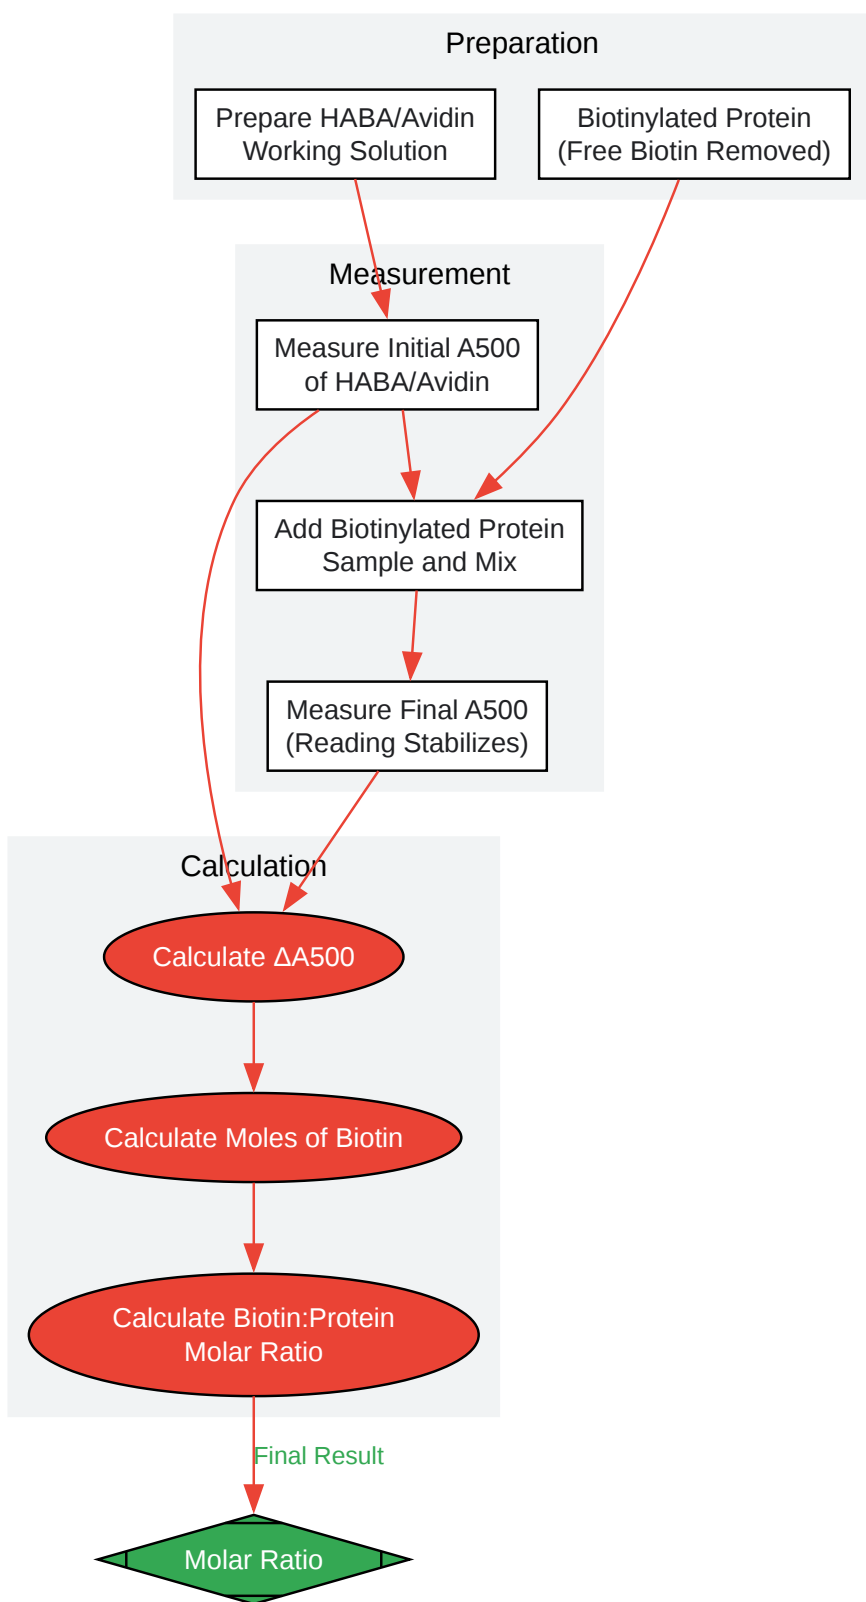 Preparation
Prepare HABA/Avidin
Working Solution
Biotinylated Protein
(Free Biotin Removed)
Measurement
Measure Initial A500
of HABA/Avidin
Add Biotinylated Protein
Sample and Mix
Measure Final A500
(Reading Stabilizes)
Calculation
Calculate ΔA500
Calculate Moles of Biotin
Calculate Biotin:Protein
Molar Ratio
Final Result
Molar Ratio